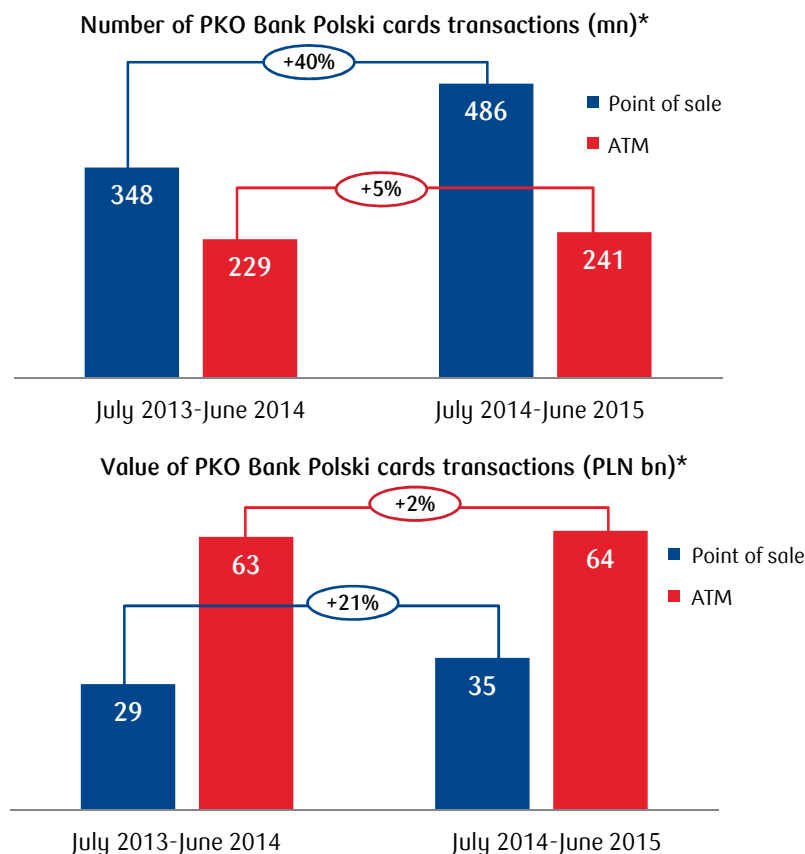 Number of PKO Bank Polski cards transactions (mn)*
+40%
486
Point of sale
ATM
348
+5%
229
241
July 2013-June 2014
July 2014-June 2015
Value of PKO Bank Polski cards transactions (PLN bn)*
+2%
63
64
Point of sale
ATM
+21%
29
35
July 2013-June 2014
July 2014-June 2015